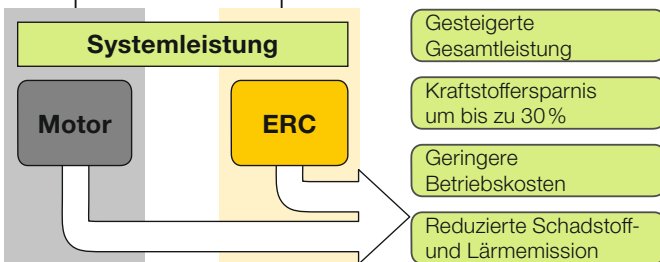 Systemleistung
Motor
ERC
Gesteigerte
Gesamtleistung
Kraftstoffersparnis
um bis zu 30 %
Geringere
Betriebskosten
Reduzierte Schadstoff-
und Lärmemission